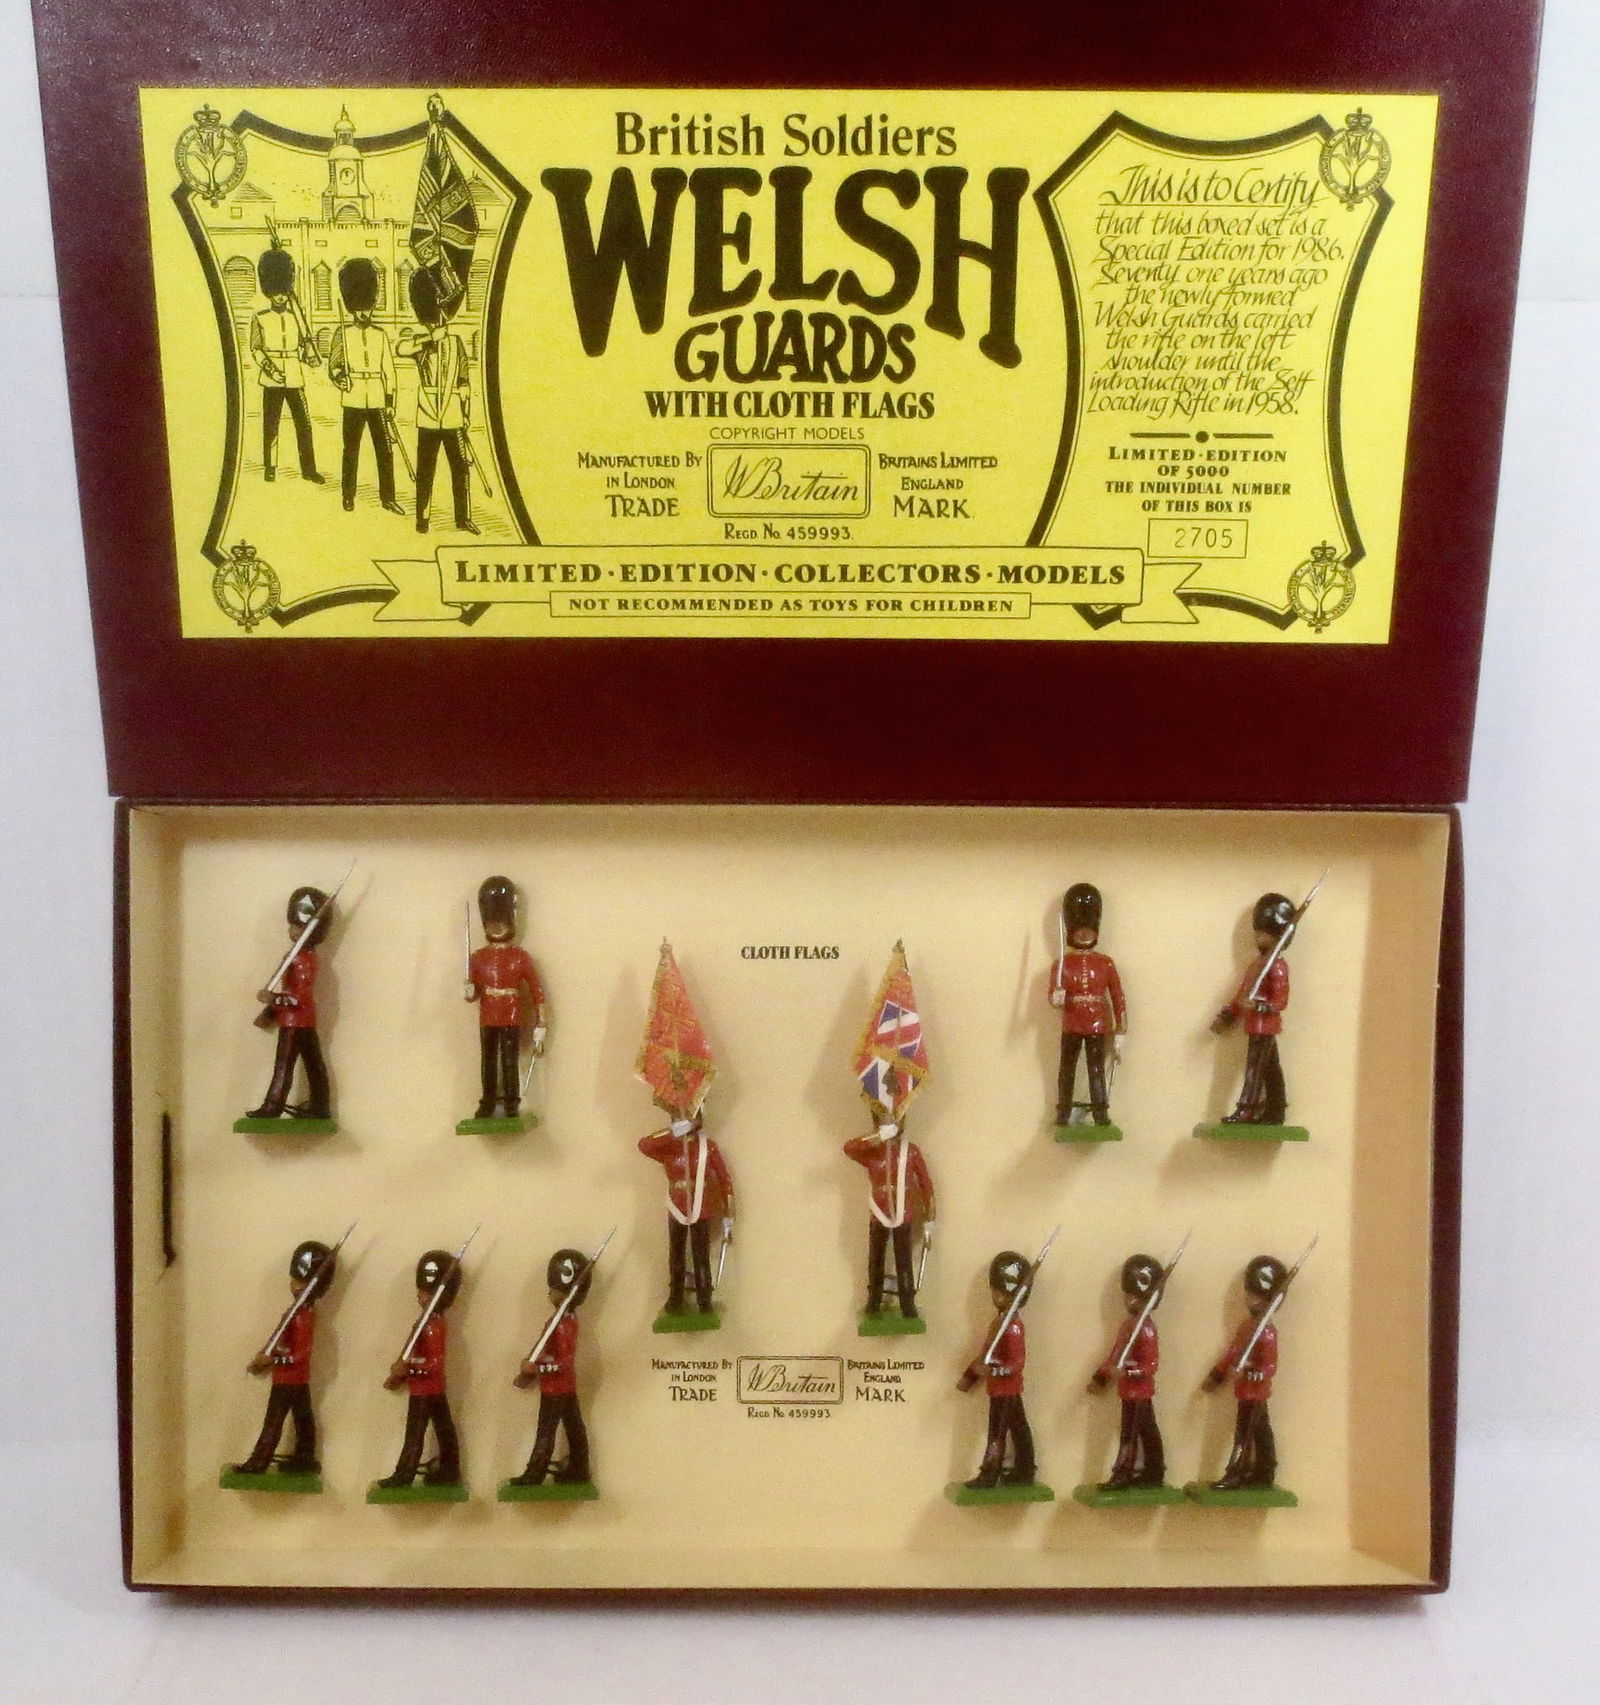 British Soldiers
WELSH
GUARDS
WITH CLOTH FLAGS
COPYRIGHT MODELS
MANUFACTURED BY
IN LONDON
TRADE
WBritain
BRITAINS LIMITED
ENGLAND
MARK.
REGD. No. 459993.
LIMITED·EDITION·COLLECTORS·MODELS
NOT RECOMMENDED AS TOYS FOR CHILDREN
This is to Certify
that this boxed set is a
Special Edition for 1986.
Seventy one years ago
the newly formed
Welsh Guards carried
the rifle on the left
shoulder until the
introduction of the Self
Loading Rifle in 1958.
LIMITED·EDITION
OF 5000
THE INDIVIDUAL NUMBER
OF THIS BOX IS
2705
CLOTH FLAGS
MANUFACTURED BY
IN LONDON
TRADE
WBritain
BRITAINS LIMITED
ENGLAND
MARK
REGD. No. 459993